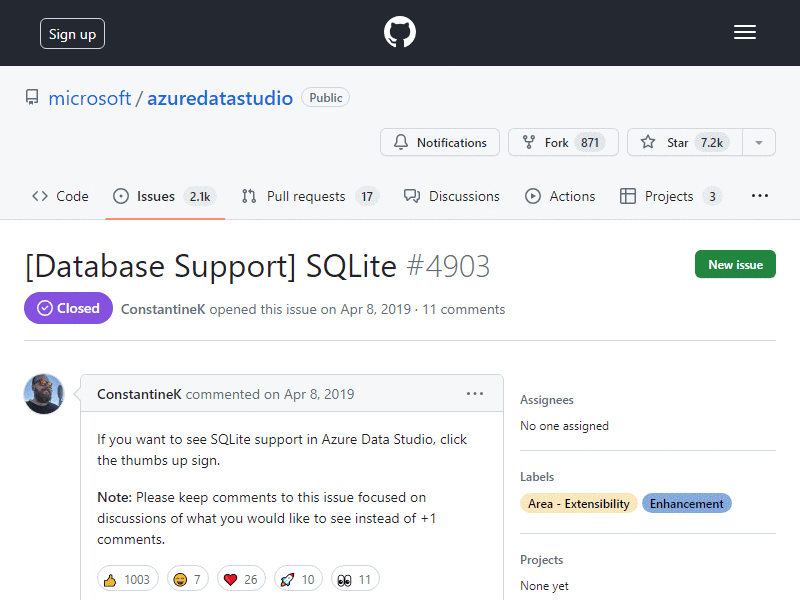 Sign up
microsoft / azuredatastudio Public
Notifications Fork 871 Star 7.2k
Code Issues 2.1k Pull requests 17 Discussions Actions Projects 3 ...
[Database Support] SQLite #4903
New issue
Closed ConstantineK opened this issue on Apr 8, 2019 · 11 comments
ConstantineK commented on Apr 8, 2019 ...
If you want to see SQLite support in Azure Data Studio, click
the thumbs up sign.
Note: Please keep comments to this issue focused on
discussions of what you would like to see instead of +1
comments.
👍 1003 😄 7 ❤️ 26 🚀 10 👀 11
Assignees
No one assigned
Labels
Area - Extensibility Enhancement
Projects
None yet